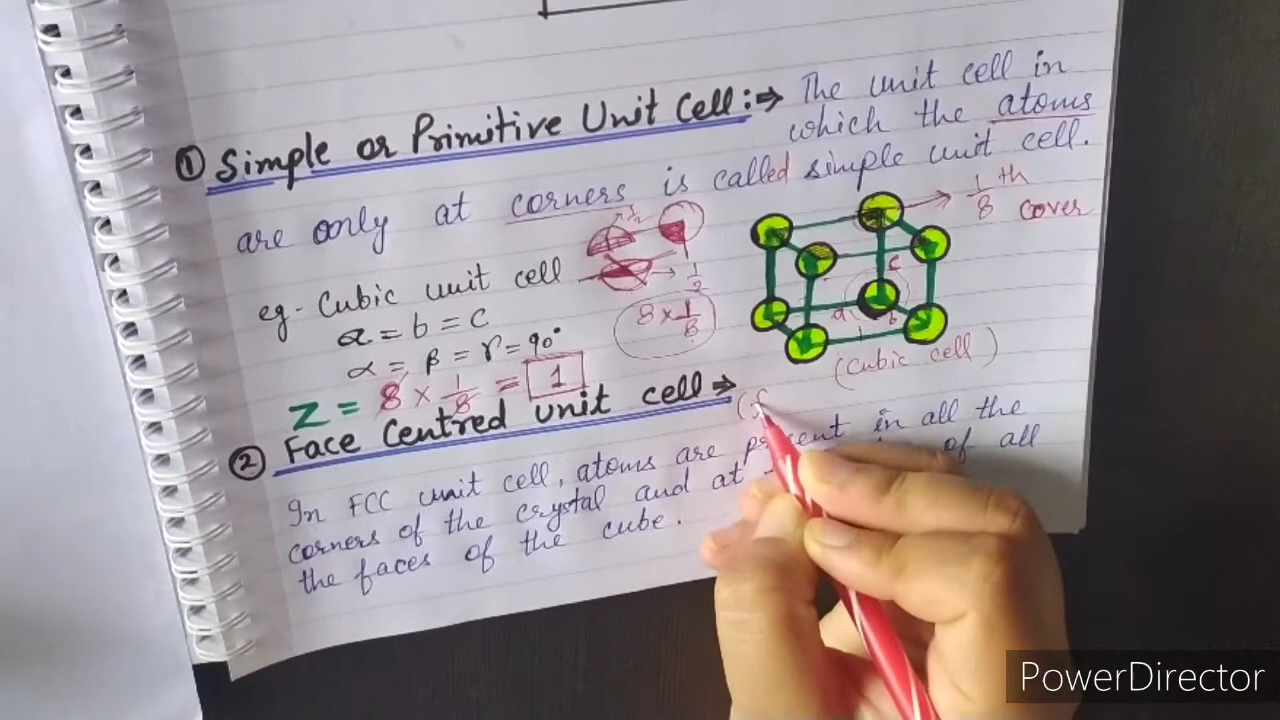 ① Simple or Primitive Unit Cell:⇒ The unit cell in
which the atoms
are only at corners is called simple unit cell.
1/8 th
cover
1/2
1/2
eg- Cubic unit cell
a = b = c
α = β = γ = 90°
8 × 1/8
c
a
b
(Cubic cell)
Z = 8 × 1/8 = 1
② Face Centred unit cell ⇒ (f
In FCC unit cell, atoms are present in all the
corners of the crystal and at of all
the faces of the cube.
PowerDirector